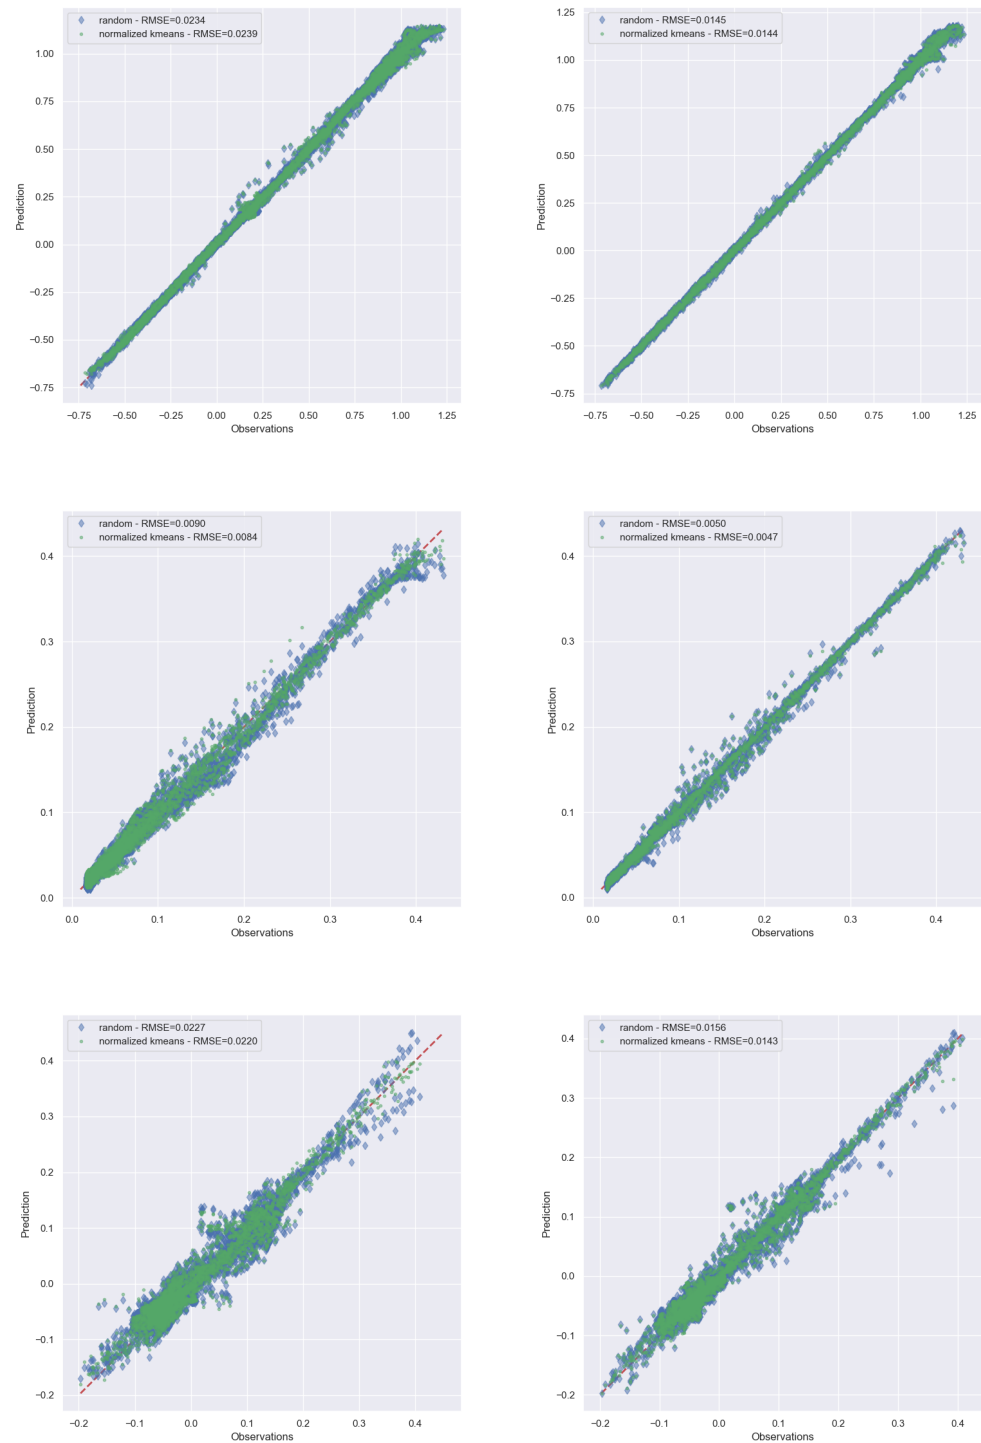 random - RMSE=0.0234
normalized kmeans - RMSE=0.0239
1.00
0.75
0.50
0.25
0.00
−0.25
−0.50
−0.75
Prediction
−0.75 −0.50 −0.25 0.00 0.25 0.50 0.75 1.00 1.25
Observations
random - RMSE=0.0145
normalized kmeans - RMSE=0.0144
1.25
1.00
0.75
0.50
0.25
0.00
−0.25
−0.50
−0.75
Prediction
−0.75 −0.50 −0.25 0.00 0.25 0.50 0.75 1.00 1.25
Observations
random - RMSE=0.0090
normalized kmeans - RMSE=0.0084
0.4
0.3
0.2
0.1
0.0
Prediction
0.0 0.1 0.2 0.3 0.4
Observations
random - RMSE=0.0050
normalized kmeans - RMSE=0.0047
0.4
0.3
0.2
0.1
0.0
Prediction
0.0 0.1 0.2 0.3 0.4
Observations
random - RMSE=0.0227
normalized kmeans - RMSE=0.0220
0.4
0.3
0.2
0.1
0.0
−0.1
−0.2
Prediction
−0.2 −0.1 0.0 0.1 0.2 0.3 0.4
Observations
random - RMSE=0.0156
normalized kmeans - RMSE=0.0143
0.4
0.3
0.2
0.1
0.0
−0.1
−0.2
Prediction
−0.2 −0.1 0.0 0.1 0.2 0.3 0.4
Observations